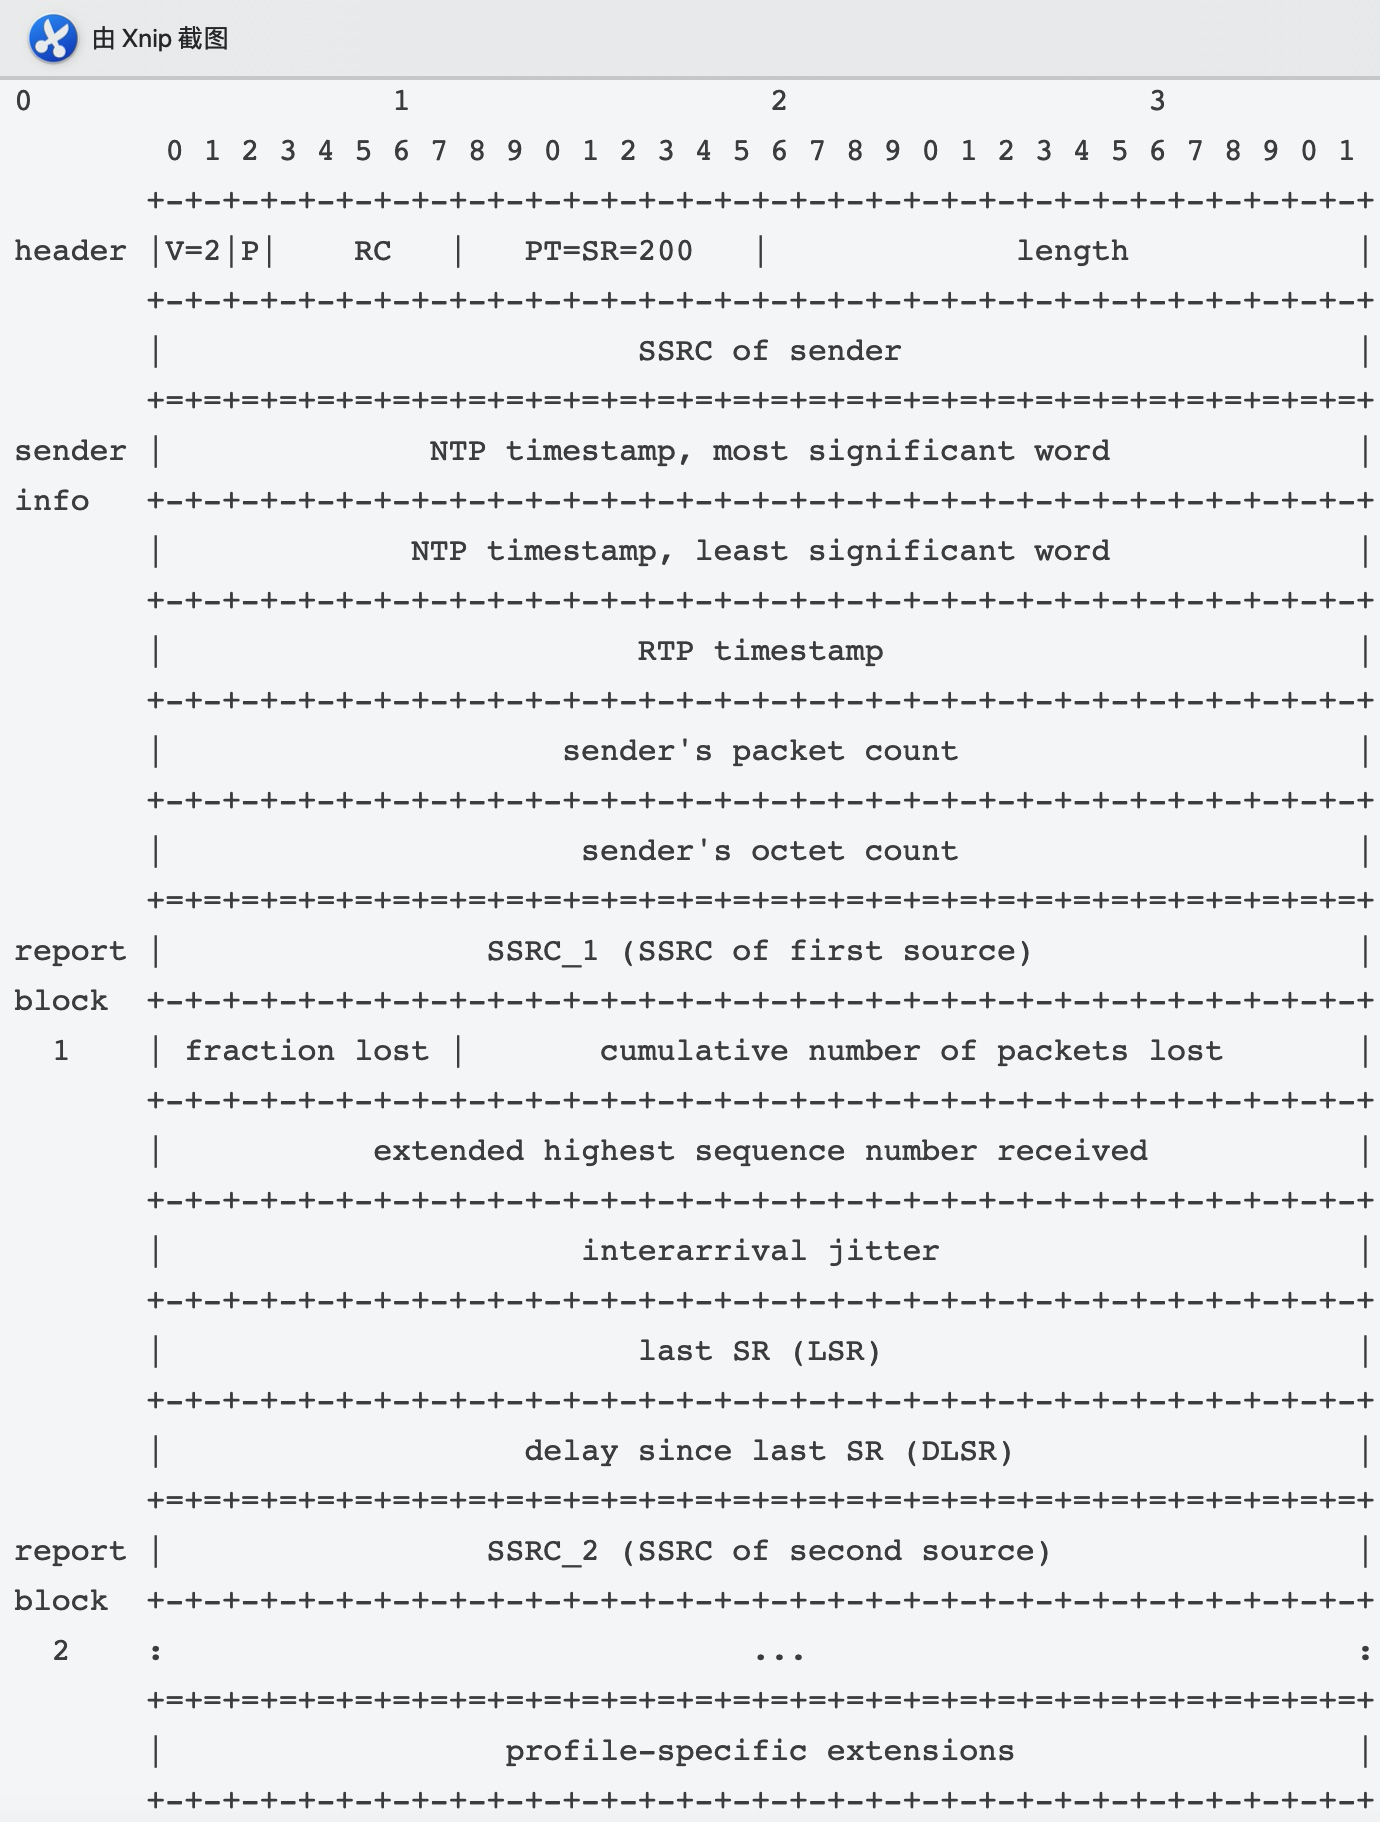 由 Xnip 截图
0                   1                   2                   3
        0 1 2 3 4 5 6 7 8 9 0 1 2 3 4 5 6 7 8 9 0 1 2 3 4 5 6 7 8 9 0 1
       +-+-+-+-+-+-+-+-+-+-+-+-+-+-+-+-+-+-+-+-+-+-+-+-+-+-+-+-+-+-+-+-+
header |V=2|P|    RC   |   PT=SR=200   |             length            |
       +-+-+-+-+-+-+-+-+-+-+-+-+-+-+-+-+-+-+-+-+-+-+-+-+-+-+-+-+-+-+-+-+
       |                         SSRC of sender                        |
       +=+=+=+=+=+=+=+=+=+=+=+=+=+=+=+=+=+=+=+=+=+=+=+=+=+=+=+=+=+=+=+=+
sender |              NTP timestamp, most significant word             |
info   +-+-+-+-+-+-+-+-+-+-+-+-+-+-+-+-+-+-+-+-+-+-+-+-+-+-+-+-+-+-+-+-+
       |             NTP timestamp, least significant word             |
       +-+-+-+-+-+-+-+-+-+-+-+-+-+-+-+-+-+-+-+-+-+-+-+-+-+-+-+-+-+-+-+-+
       |                         RTP timestamp                         |
       +-+-+-+-+-+-+-+-+-+-+-+-+-+-+-+-+-+-+-+-+-+-+-+-+-+-+-+-+-+-+-+-+
       |                     sender's packet count                     |
       +-+-+-+-+-+-+-+-+-+-+-+-+-+-+-+-+-+-+-+-+-+-+-+-+-+-+-+-+-+-+-+-+
       |                      sender's octet count                     |
       +=+=+=+=+=+=+=+=+=+=+=+=+=+=+=+=+=+=+=+=+=+=+=+=+=+=+=+=+=+=+=+=+
report |                 SSRC_1 (SSRC of first source)                 |
block  +-+-+-+-+-+-+-+-+-+-+-+-+-+-+-+-+-+-+-+-+-+-+-+-+-+-+-+-+-+-+-+-+
  1    | fraction lost |       cumulative number of packets lost       |
       +-+-+-+-+-+-+-+-+-+-+-+-+-+-+-+-+-+-+-+-+-+-+-+-+-+-+-+-+-+-+-+-+
       |           extended highest sequence number received           |
       +-+-+-+-+-+-+-+-+-+-+-+-+-+-+-+-+-+-+-+-+-+-+-+-+-+-+-+-+-+-+-+-+
       |                      interarrival jitter                      |
       +-+-+-+-+-+-+-+-+-+-+-+-+-+-+-+-+-+-+-+-+-+-+-+-+-+-+-+-+-+-+-+-+
       |                         last SR (LSR)                         |
       +-+-+-+-+-+-+-+-+-+-+-+-+-+-+-+-+-+-+-+-+-+-+-+-+-+-+-+-+-+-+-+-+
       |                   delay since last SR (DLSR)                  |
       +=+=+=+=+=+=+=+=+=+=+=+=+=+=+=+=+=+=+=+=+=+=+=+=+=+=+=+=+=+=+=+=+
report |                 SSRC_2 (SSRC of second source)                |
block  +-+-+-+-+-+-+-+-+-+-+-+-+-+-+-+-+-+-+-+-+-+-+-+-+-+-+-+-+-+-+-+-+
  2    :                               ...                             :
       +=+=+=+=+=+=+=+=+=+=+=+=+=+=+=+=+=+=+=+=+=+=+=+=+=+=+=+=+=+=+=+=+
       |                  profile-specific extensions                  |
       +-+-+-+-+-+-+-+-+-+-+-+-+-+-+-+-+-+-+-+-+-+-+-+-+-+-+-+-+-+-+-+-+